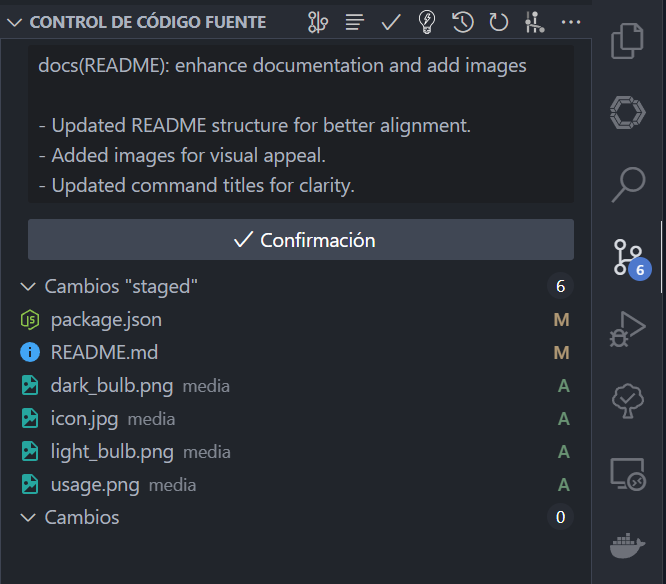 CONTROL DE CÓDIGO FUENTE
docs(README): enhance documentation and add images
- Updated README structure for better alignment.
- Added images for visual appeal.
- Updated command titles for clarity.
Confirmación
Cambios "staged" 6
package.json M
README.md M
dark_bulb.png media A
icon.jpg media A
light_bulb.png media A
usage.png media A
Cambios 0
6